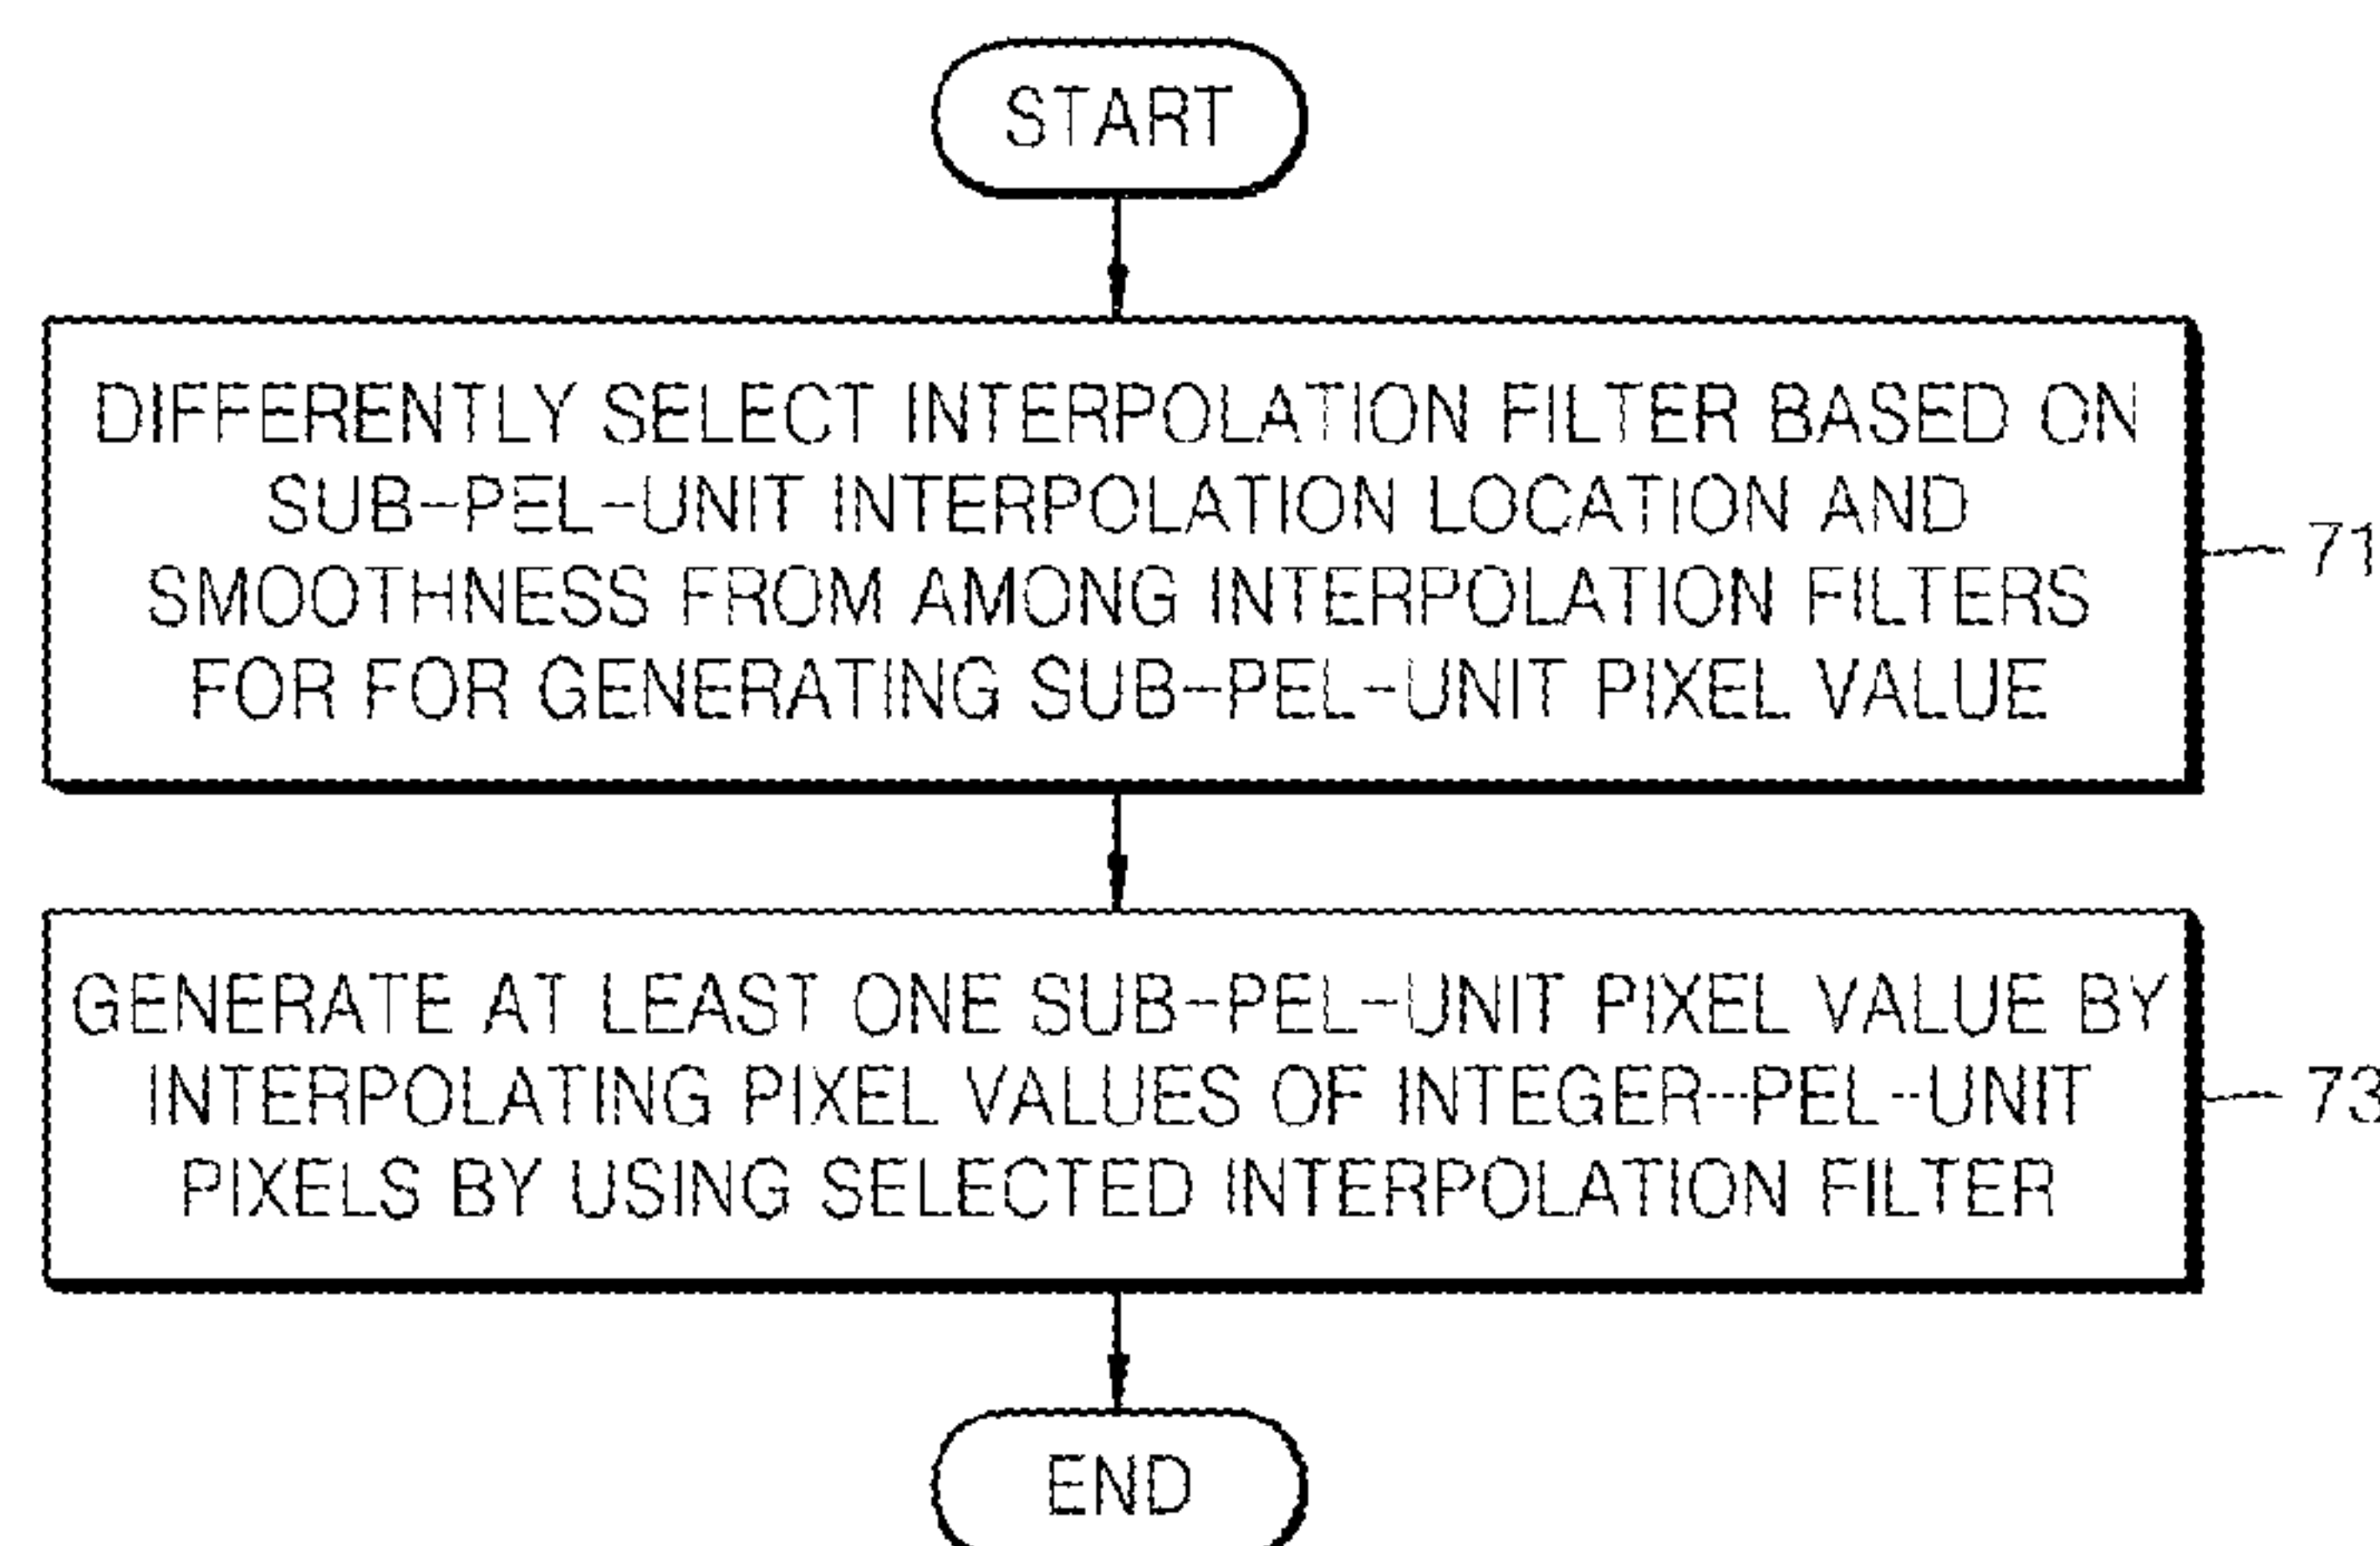 START
DIFFERENTLY SELECT INTERPOLATION FILTER BASED ON
SUB-PEL-UNIT INTERPOLATION LOCATION AND
SMOOTHNESS FROM AMONG INTERPOLATION FILTERS
FOR FOR GENERATING SUB-PEL-UNIT PIXEL VALUE
71
GENERATE AT LEAST ONE SUB-PEL-UNIT PIXEL VALUE BY
INTERPOLATING PIXEL VALUES OF INTEGER-PEL-UNIT
PIXELS BY USING SELECTED INTERPOLATION FILTER
73
END